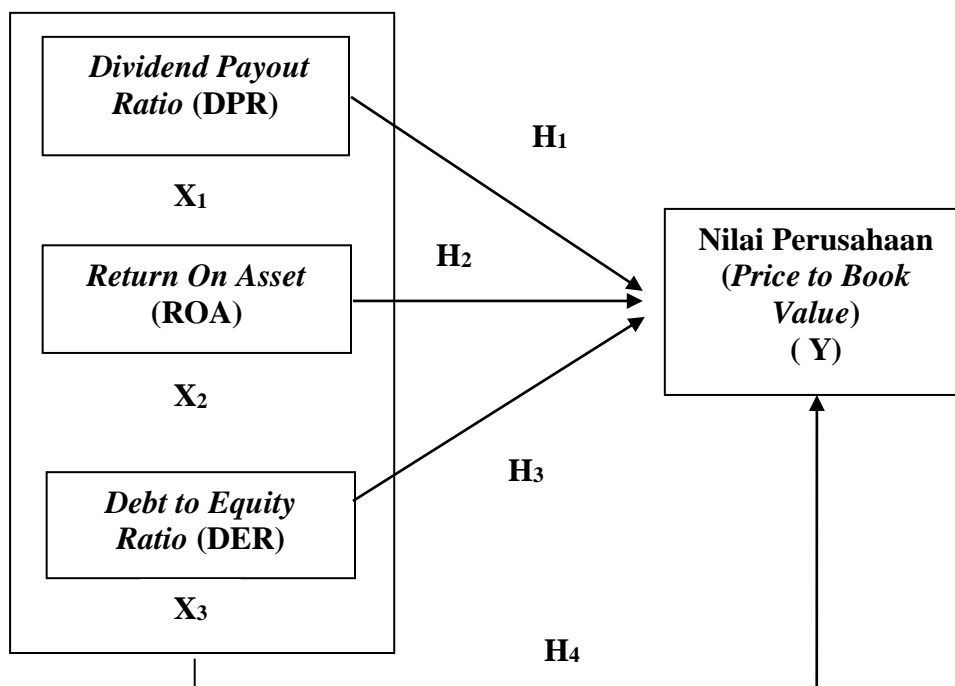 Dividend Payout
Ratio (DPR)
H1
X1
Return On Asset
(ROA)
H2
Nilai Perusahaan
(Price to Book
Value)
( Y)
X2
Debt to Equity
Ratio (DER)
H3
X3
H4